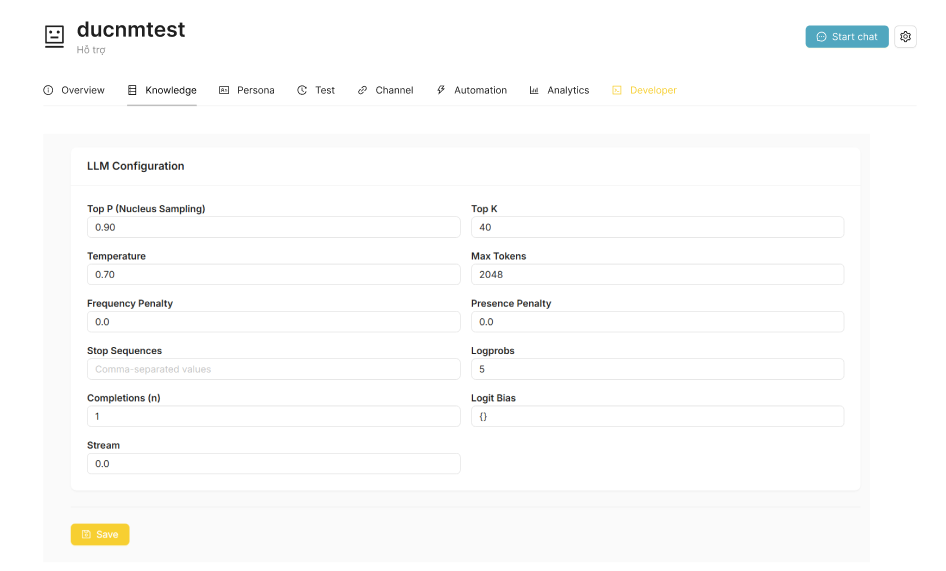 ducnmtest
Hỗ trợ
Start chat
Overview Knowledge Persona Test Channel Automation Analytics Developer
LLM Configuration
Top P (Nucleus Sampling) Top K
0.90 40
Temperature Max Tokens
0.70 2048
Frequency Penalty Presence Penalty
0.0 0.0
Stop Sequences Logprobs
Comma-separated values 5
Completions (n) Logit Bias
1 {}
Stream
0.0
Save